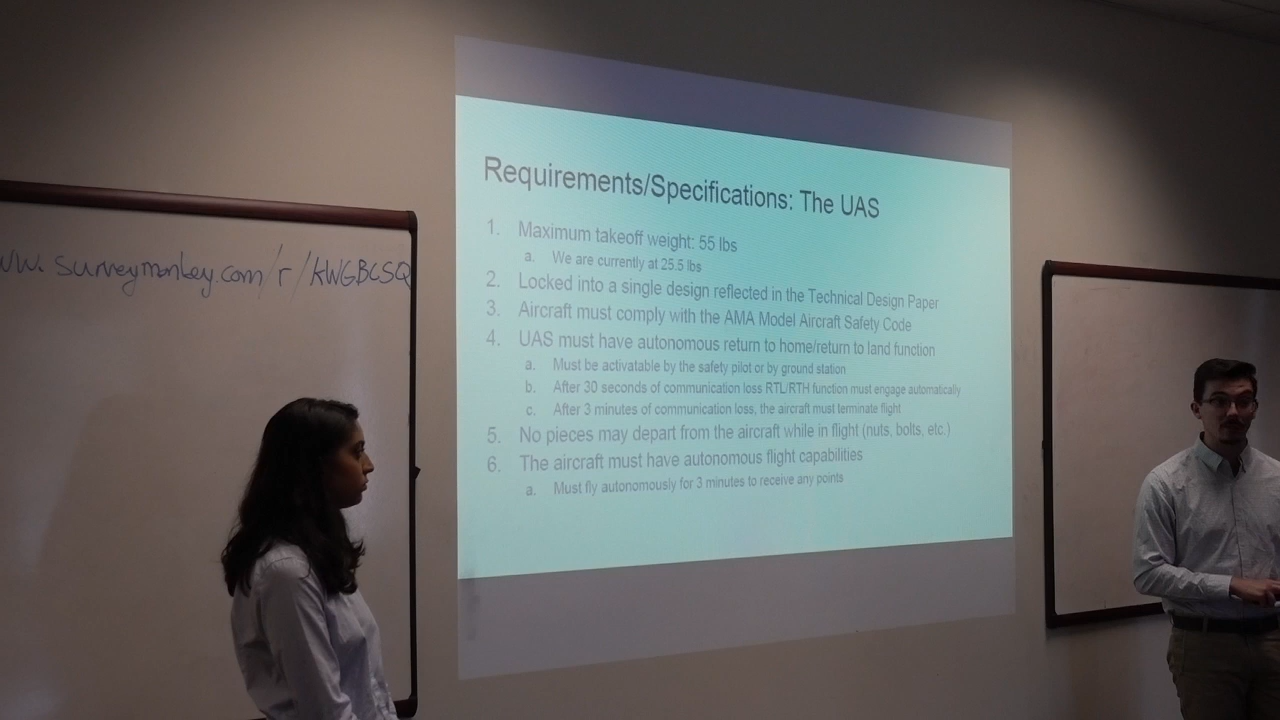 www.surveymonkey.com/r/KWGBCSQ
Requirements/Specifications: The UAS
1. Maximum takeoff weight: 55 lbs
a. We are currently at 25.5 lbs
2. Locked into a single design reflected in the Technical Design Paper
3. Aircraft must comply with the AMA Model Aircraft Safety Code
4. UAS must have autonomous return to home/return to land function
a. Must be activatable by the safety pilot or by ground station
b. After 30 seconds of communication loss RTL/RTH function must engage automatically
c. After 3 minutes of communication loss, the aircraft must terminate flight
5. No pieces may depart from the aircraft while in flight (nuts, bolts, etc.)
6. The aircraft must have autonomous flight capabilities
a. Must fly autonomously for 3 minutes to receive any points